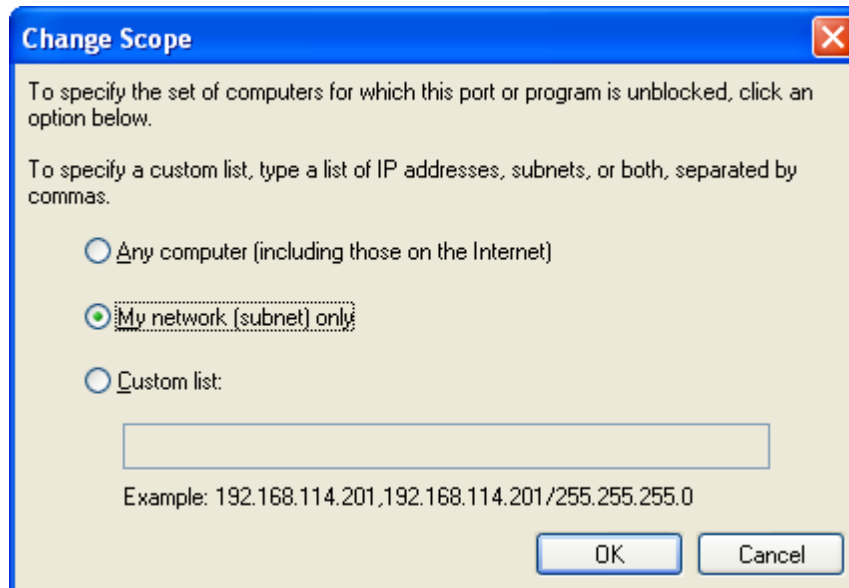 Change Scope
To specify the set of computers for which this port or program is unblocked, click an
option below.
To specify a custom list, type a list of IP addresses, subnets, or both, separated by
commas.
Any computer (including those on the Internet)
My network (subnet) only
Custom list:
Example: 192.168.114.201,192.168.114.201/255.255.255.0
OK Cancel